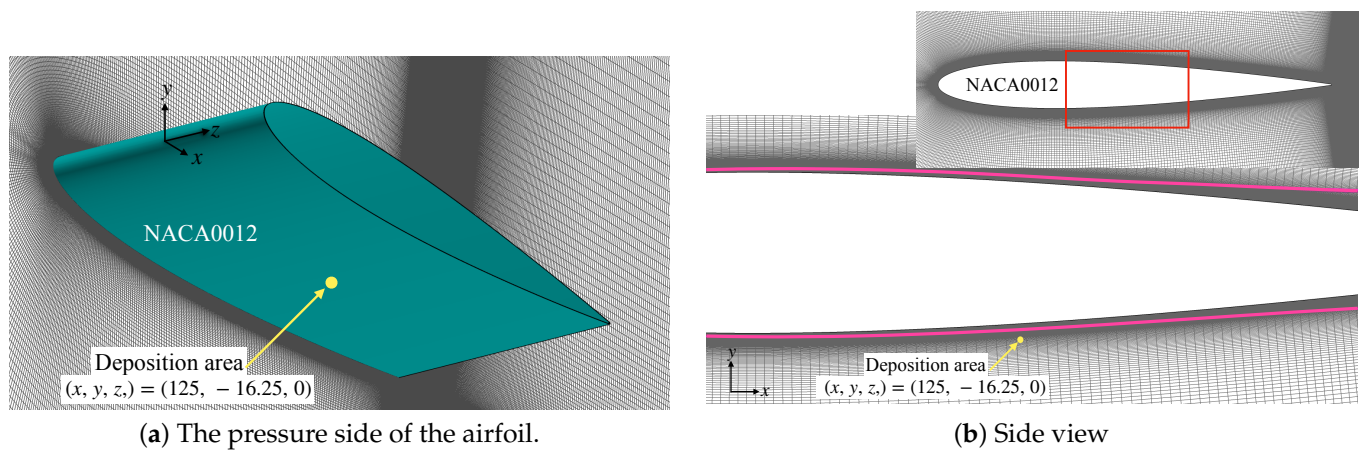 y
z
x
NACA0012
Deposition area
(x, y, z,) = (125, − 16.25, 0)
(a) The pressure side of the airfoil.
NACA0012
Deposition area
(x, y, z,) = (125, − 16.25, 0)
y
x
(b) Side view